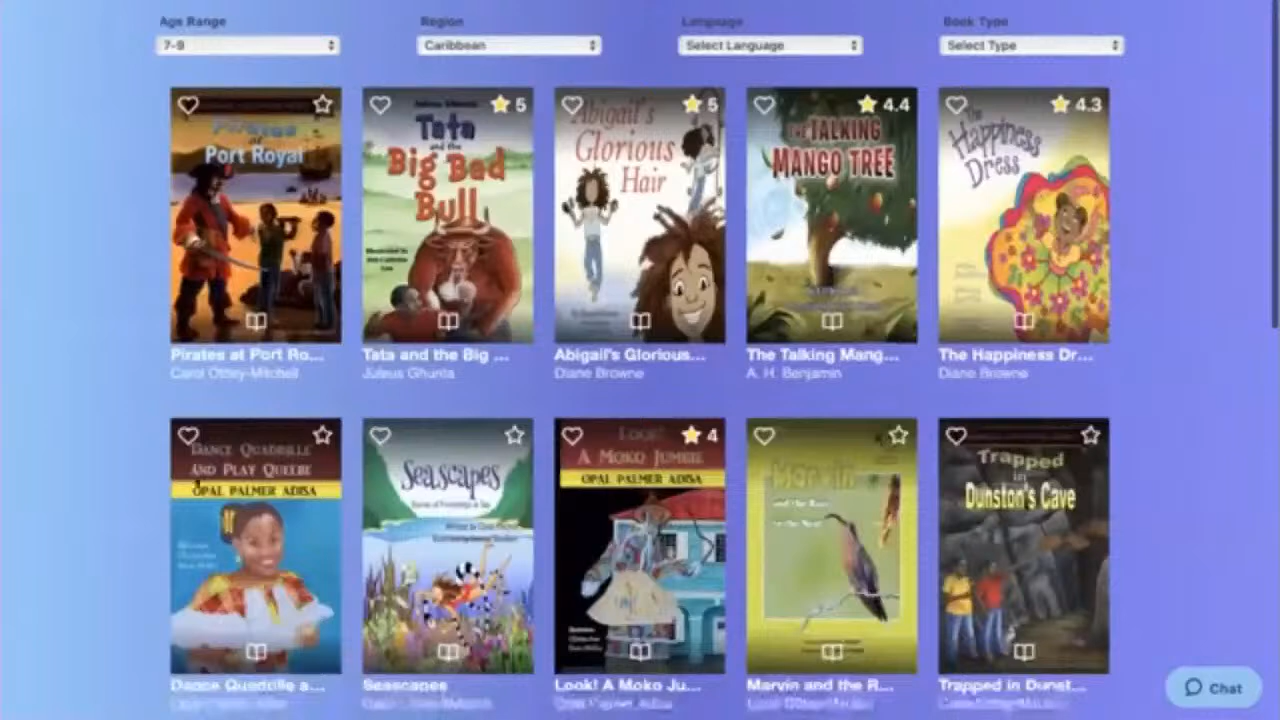 Age Range
Region
Language
Book Type
7-9
Caribbean
Select Language
Select Type
Pirates
at
Port Royal
5
Tata
and the
Big Bad
Bull
5
Abigail's
Glorious
Hair
4.4
THE TALKING
MANGO TREE
4.3
The
Happiness
Dress
Pirates at Port Ro...
Tata and the Big ...
Abigail's Glorious...
The Talking Mang...
The Happiness Dr...
Carol Ottley-Mitchell
Juleus Ghunta
Diane Browne
A. H. Benjamin
Diane Browne
DANCE QUADRILLE
AND PLAY QUELBE
OPAL PALMER ADISA
Seascapes
4
LOOK!
A MOKO JUMBIE
OPAL PALMER ADISA
Marvin
Trapped
in
Dunston's Cave
Dance Quadrille a...
Seascapes
Look! A Moko Ju...
Marvin and the R...
Trapped in Dunst...
Chat